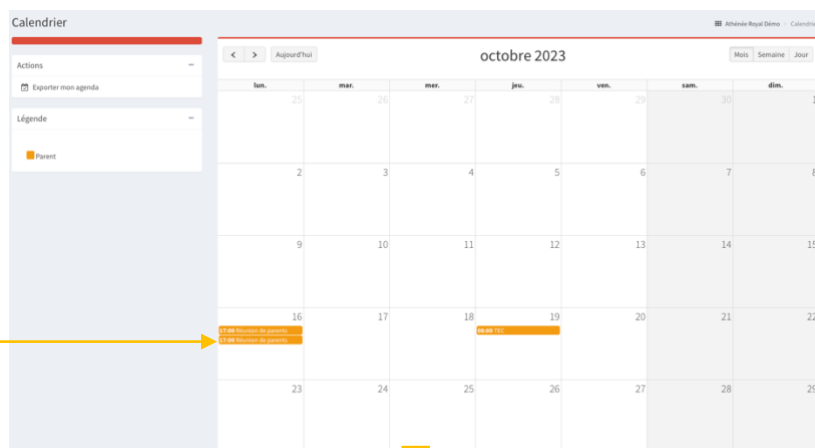 Calendrier
Athénée Royal Démo
Calendrier
Actions
−
Exporter mon agenda
Légende
−
Parent
< > Aujourd'hui
octobre 2023
Mois Semaine Jour
lun. mar. mer. jeu. ven. sam. dim.
25 26 27 28 29 30 1
2 3 4 5 6 7 8
9 10 11 12 13 14 15
16 17 18 19 20 21 22
17:00 Réunion de parents 00:00 TEC
17:00 Réunion de parents
23 24 25 26 27 28 29